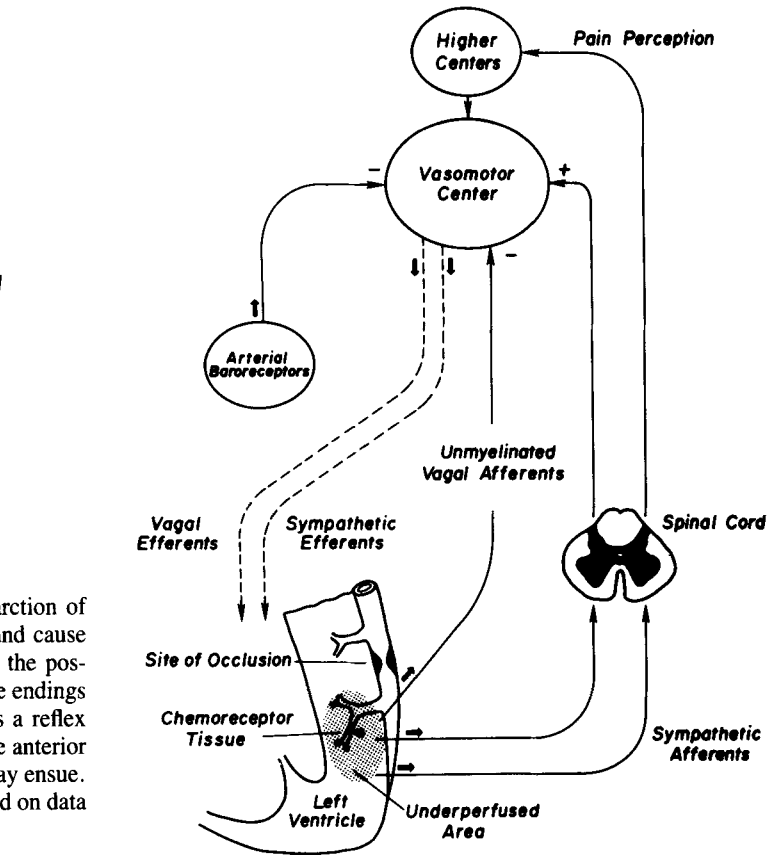 Higher
Centers
Pain Perception
-
Vasomotor
Center
+
-
Arterial
Baroreceptors
Unmyelinated
Vagal Afferents
Vagal
Efferents
Sympathetic
Efferents
Spinal Cord
Site of Occlusion
Chemoreceptor
Tissue
Sympathetic
Afferents
Left
Ventricle
Underperfused
Area
arction of
and cause
the pos-
e endings
s a reflex
e anterior
ay ensue.
d on data